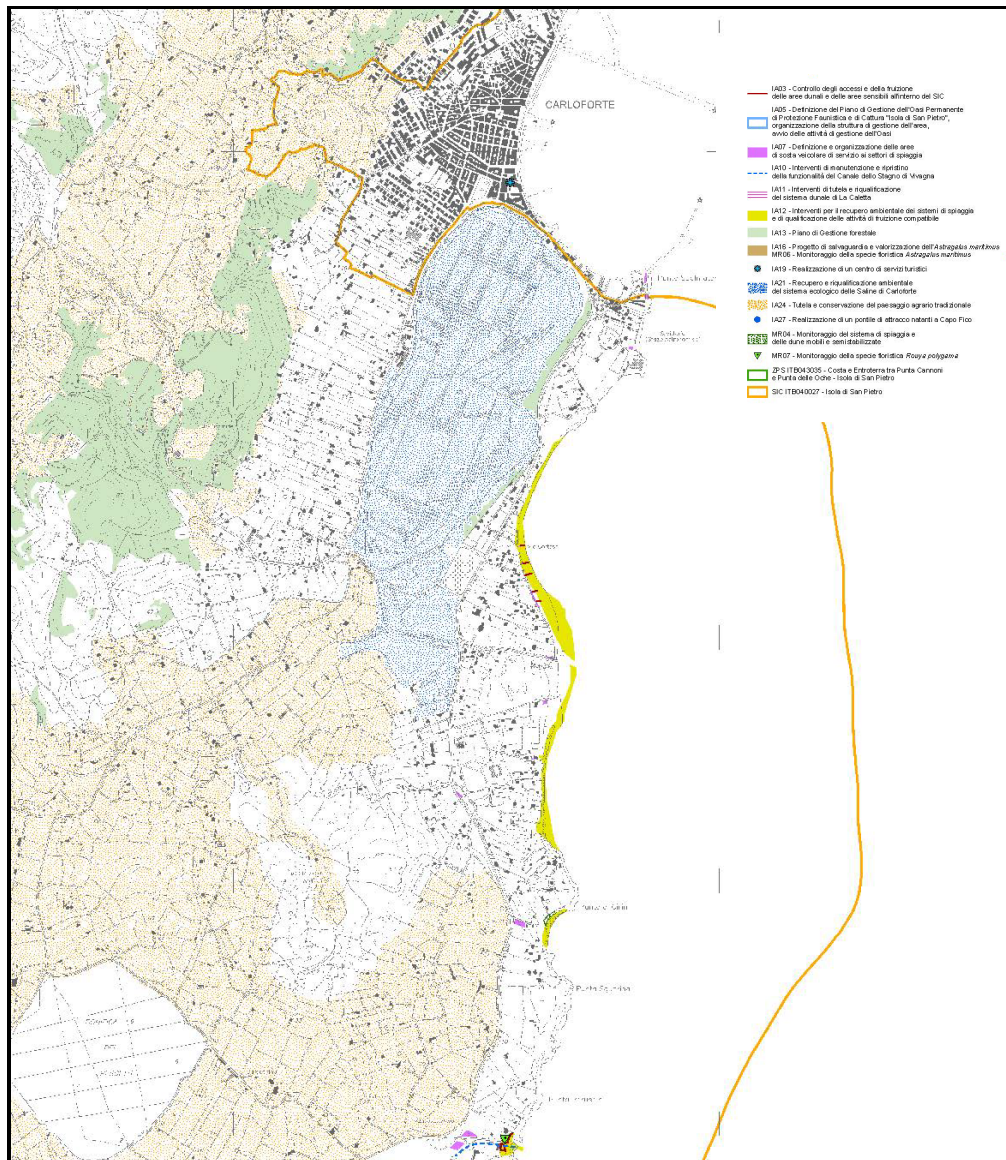 CARLOFORTE
IA03 - Controllo degli accessi e della fruizione
delle aree dunali e delle aree sensibili all'interno del SIC
IA05 - Definizione del Piano di Gestione dell'Oasi Permanente
di Protezione Faunistica e di Cattura "Isola di San Pietro",
organizzazione della struttura di gestione dell'area,
avvio delle attività di gestione dell'Oasi
IA07 - Definizione e organizzazione delle aree
di sosta veicolare di servizio ai settori di spiaggia
IA10 - Interventi di manutenzione e ripristino
della funzionalità del Canale dello Stagno di Vivagna
IA11 - Interventi di tutela e riqualificazione
del sistema dunale di La Caletta
IA12 - Interventi per il recupero ambientale dei sistemi di spiaggia
e di qualificazione delle attività di fruizione compatibile
IA13 - Piano di Gestione forestale
IA16 - Progetto di salvaguardia e valorizzazione dell'Astragalus maritimus
MR06 - Monitoraggio della specie floristica Astragalus maritimus
IA19 - Realizzazione di un centro di servizi turistici
IA21 - Recupero e riqualificazione ambientale
del sistema ecologico delle Saline di Carloforte
IA24 - Tutela e conservazione del paesaggio agrario tradizionale
IA27 - Realizzazione di un pontile di attracco natanti a Capo Fico
MR04 - Monitoraggio del sistema di spiaggia e
delle dune mobili e semistabilizzate
MR07 - Monitoraggio della specie floristica Rouya polygama
ZPS ITB043035 - Costa e Entroterra tra Punta Cannoni
e Punta delle Oche - Isola di San Pietro
SIC ITB040027 - Isola di San Pietro
Punta
Punta